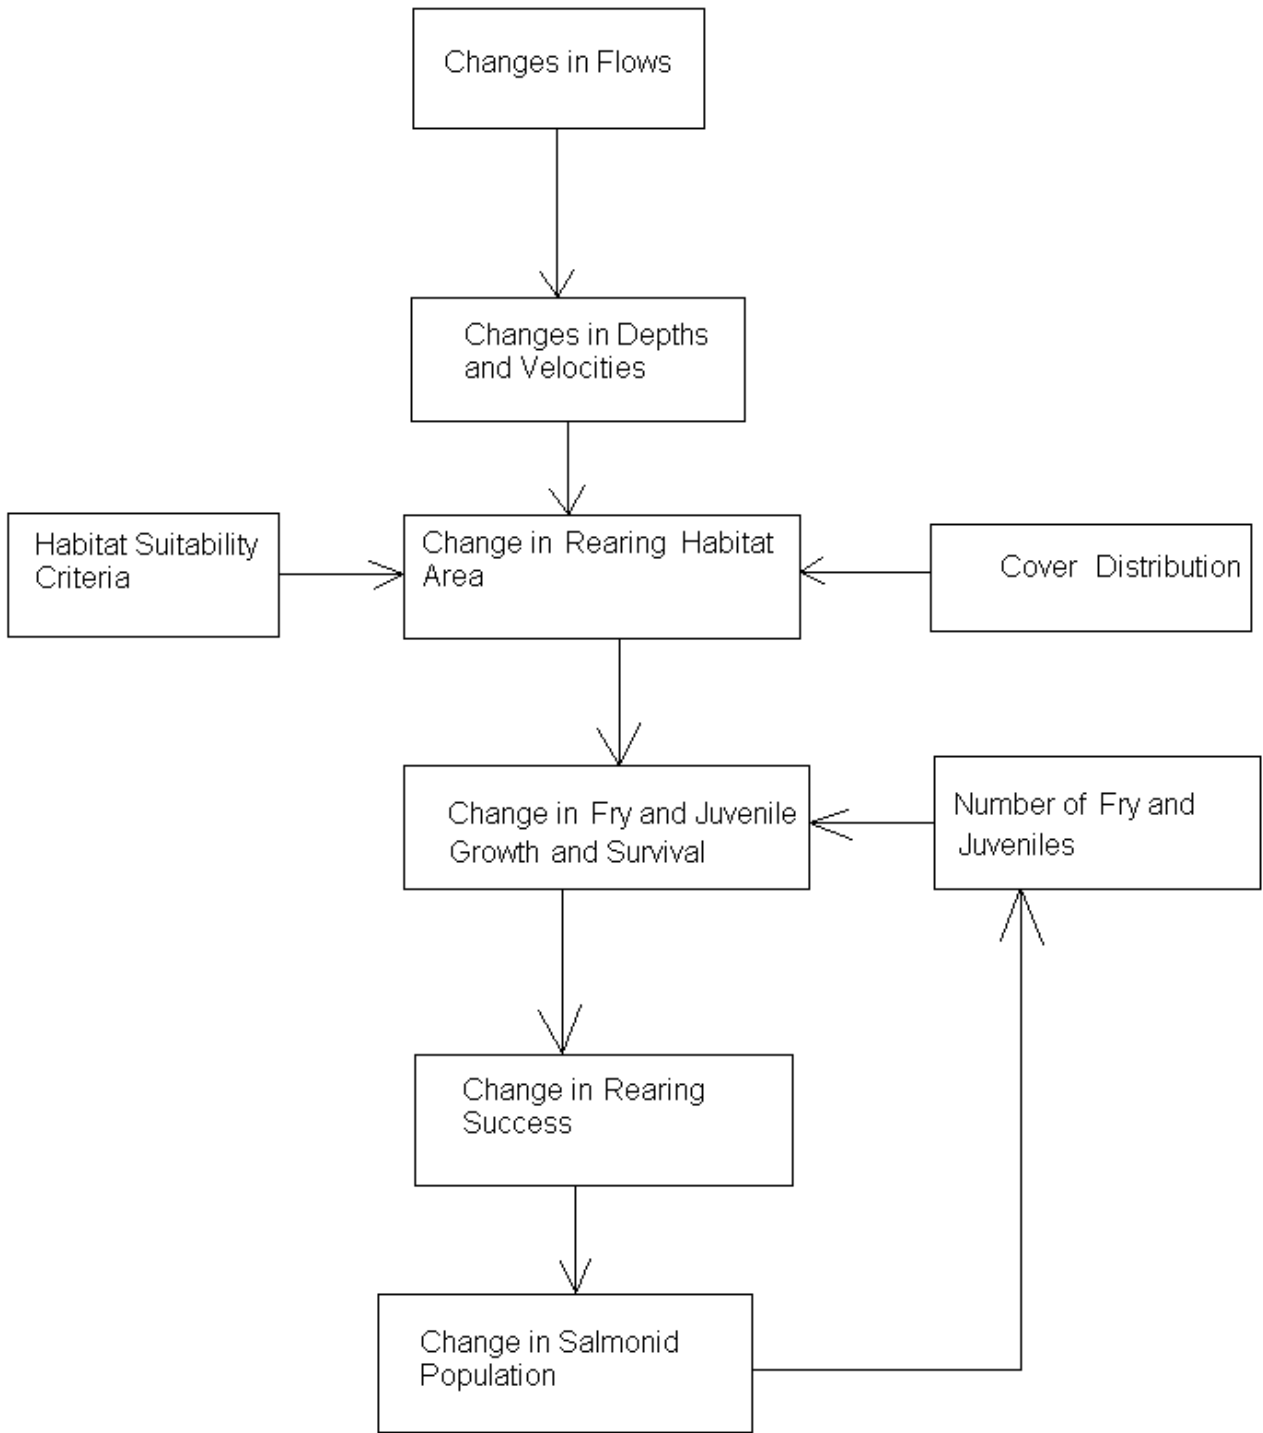 Changes in Flows
Changes in Depths
and Velocities
Habitat Suitability
Criteria
Change in Rearing Habitat
Area
Cover Distribution
Change in Fry and Juvenile
Growth and Survival
Number of Fry and
Juveniles
Change in Rearing
Success
Change in Salmonid
Population